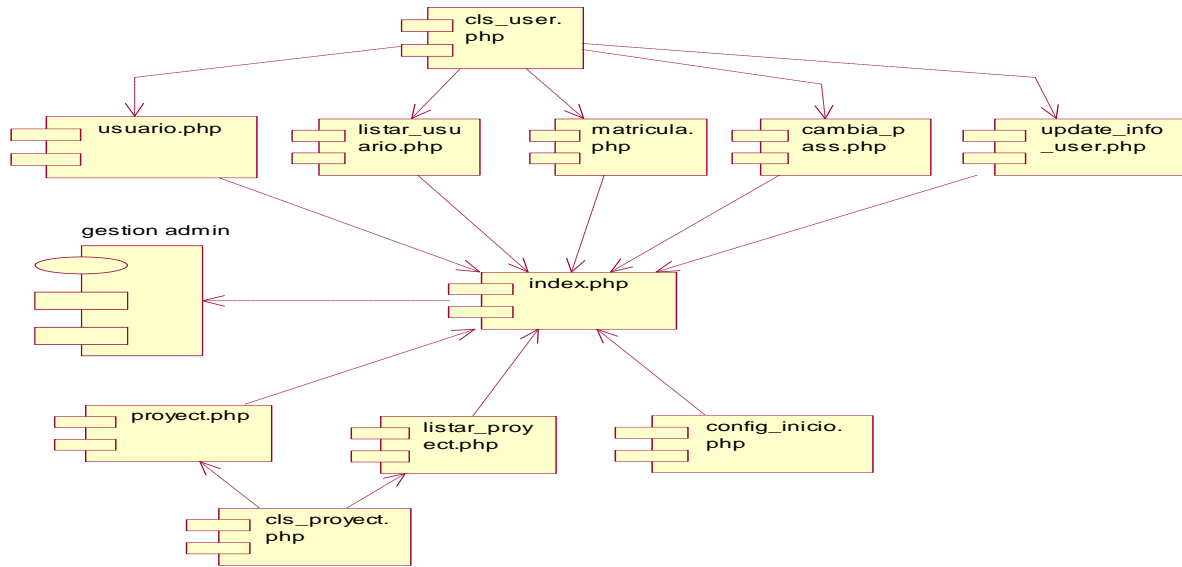 cls_user.
php
usuario.php
listar_usu
ario.php
matricula.
php
cambia_p
ass.php
update_info
_user.php
gestion admin
index.php
proyect.php
listar_proy
ect.php
config_inicio.
php
cls_proyect.
php